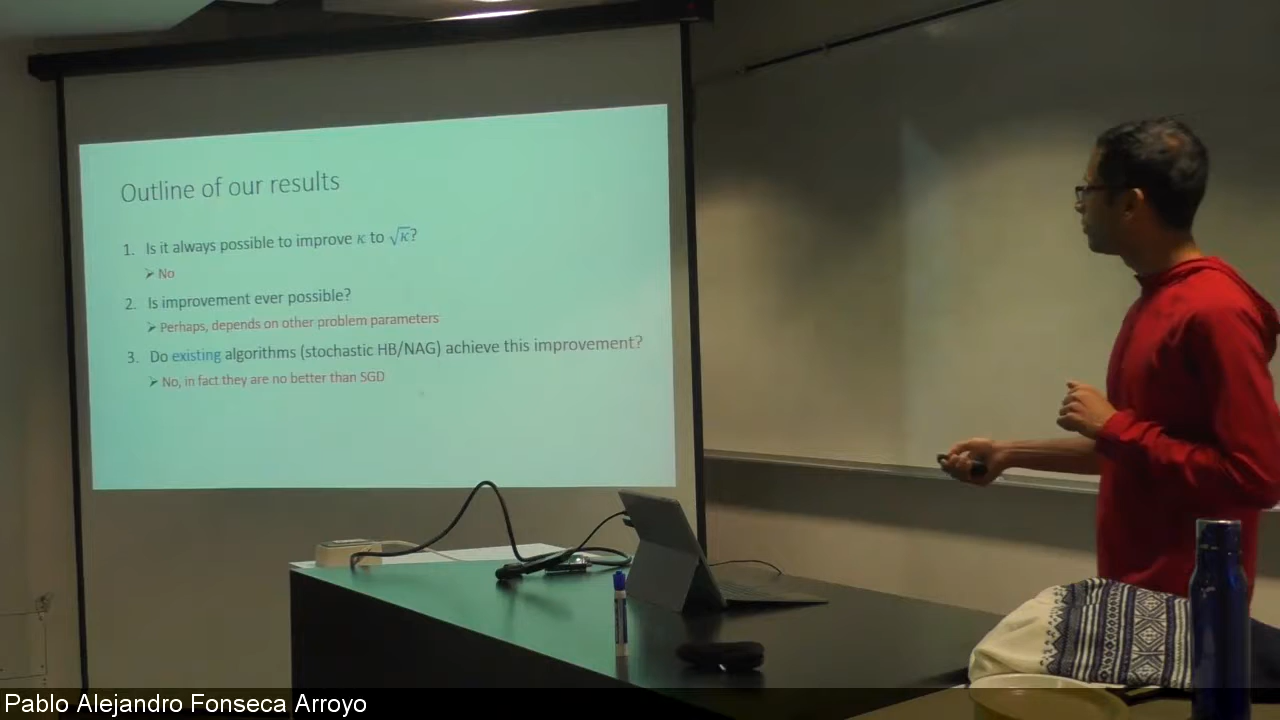 Outline of our results
1. Is it always possible to improve κ to √κ?
➢ No
2. Is improvement ever possible?
➢ Perhaps, depends on other problem parameters
3. Do existing algorithms (stochastic HB/NAG) achieve this improvement?
➢ No, in fact they are no better than SGD
Pablo Alejandro Fonseca Arroyo